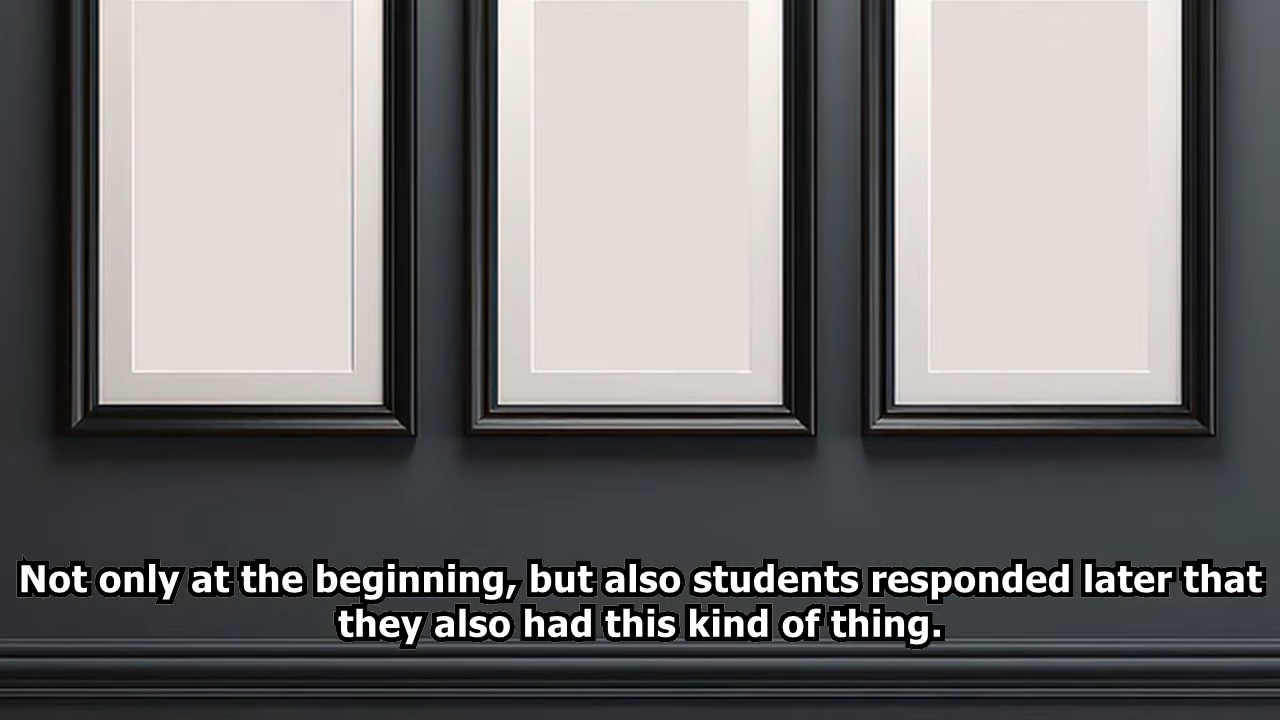 Not only at the beginning, but also students responded later that
they also had this kind of thing.